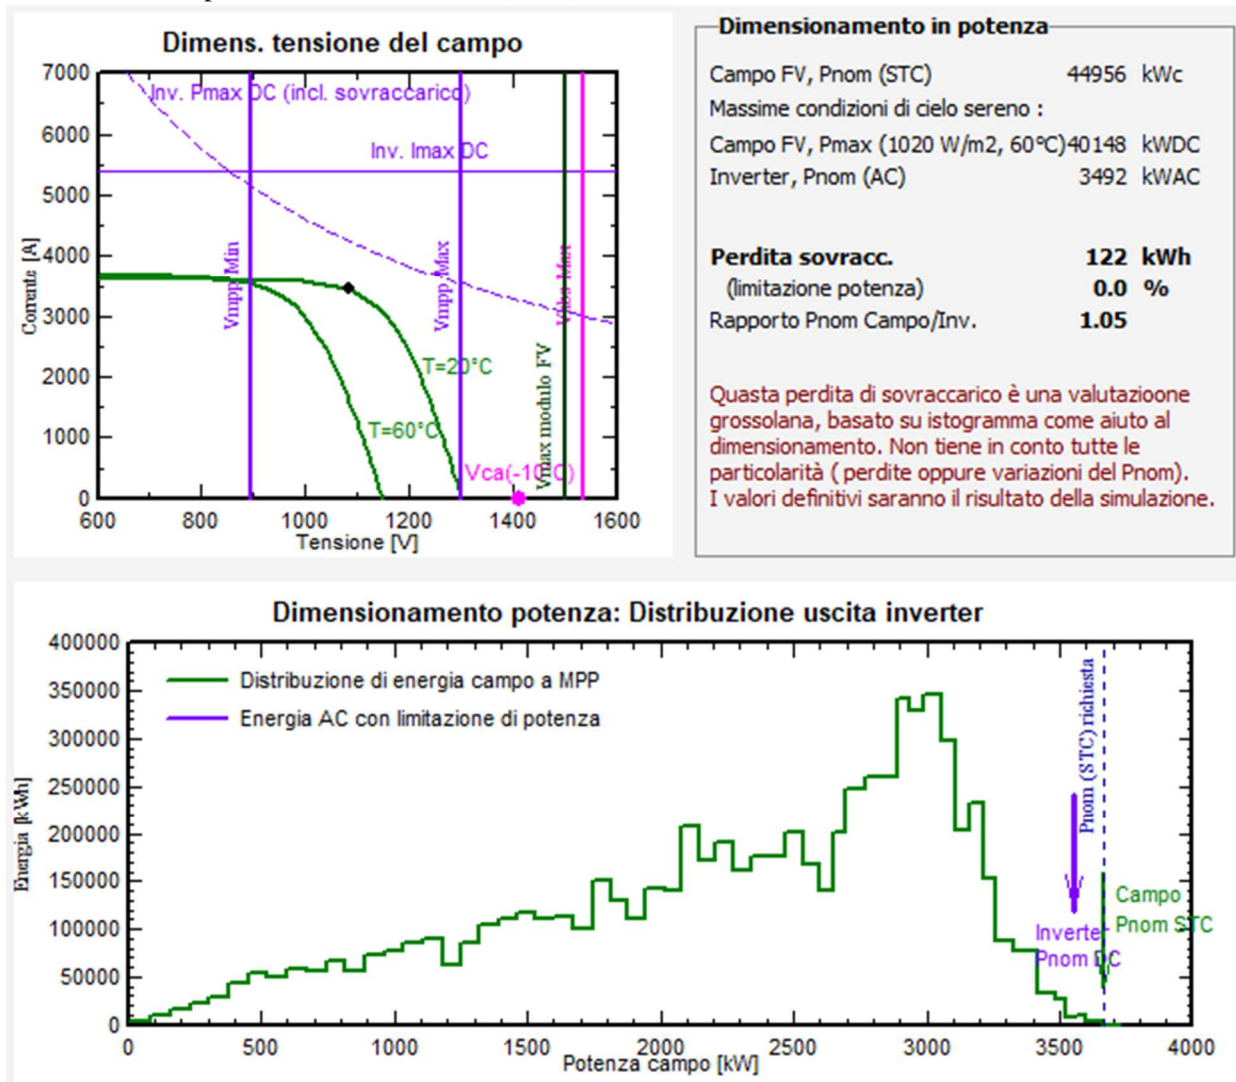 Dimens. tensione del campo
7000
6000
5000
4000
3000
2000
1000
0
Corrente [A]
Inv. Pmax DC (incl. sovraccarico)
Inv. Imax DC
Vmpp Min
Vmpp Max
Vmax modulo FV
Vabs Max
T=20°C
T=60°C
Vca(-10°C)
600
800
1000
1200
1400
1600
Tensione [V]
Dimensionamento in potenza
Campo FV, Pnom (STC) 44956 kWc
Massime condizioni di cielo sereno :
Campo FV, Pmax (1020 W/m2, 60°C)40148 kWDC
Inverter, Pnom (AC) 3492 kWAC
Perdita sovracc. 122 kWh
(limitazione potenza) 0.0 %
Rapporto Pnom Campo/Inv. 1.05
Quasta perdita di sovraccarico è una valutazioone
grossolana, basato su istogramma come aiuto al
dimensionamento. Non tiene in conto tutte le
particolarità ( perdite oppure variazioni del Pnom).
I valori definitivi saranno il risultato della simulazione.
Dimensionamento potenza: Distribuzione uscita inverter
400000
350000
300000
250000
200000
150000
100000
50000
0
Energia [kWh]
Distribuzione di energia campo a MPP
Energia AC con limitazione di potenza
Pnom (STC) richiesta
Campo
Pnom STC
Inverter
Pnom DC
0
500
1000
1500
2000
2500
3000
3500
4000
Potenza campo [kW]